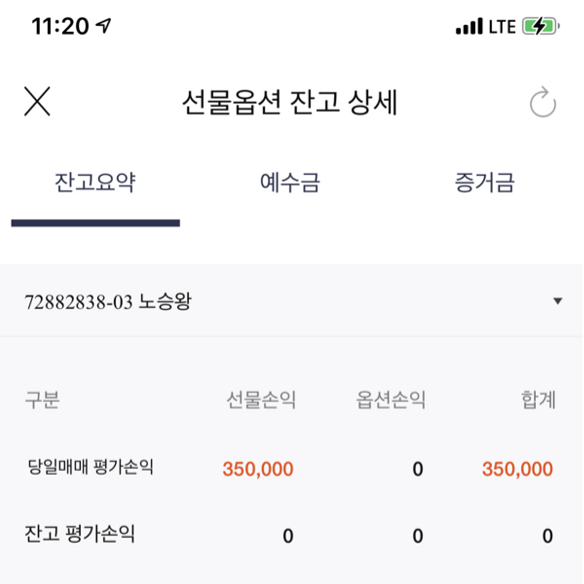 11:20 LTE
선물옵션 잔고 상세
잔고요약 예수금 증거금
72882838-03 노승왕
구분 선물손익 옵션손익 합계
당일매매 평가손익 350,000 0 350,000
잔고 평가손익 0 0 0